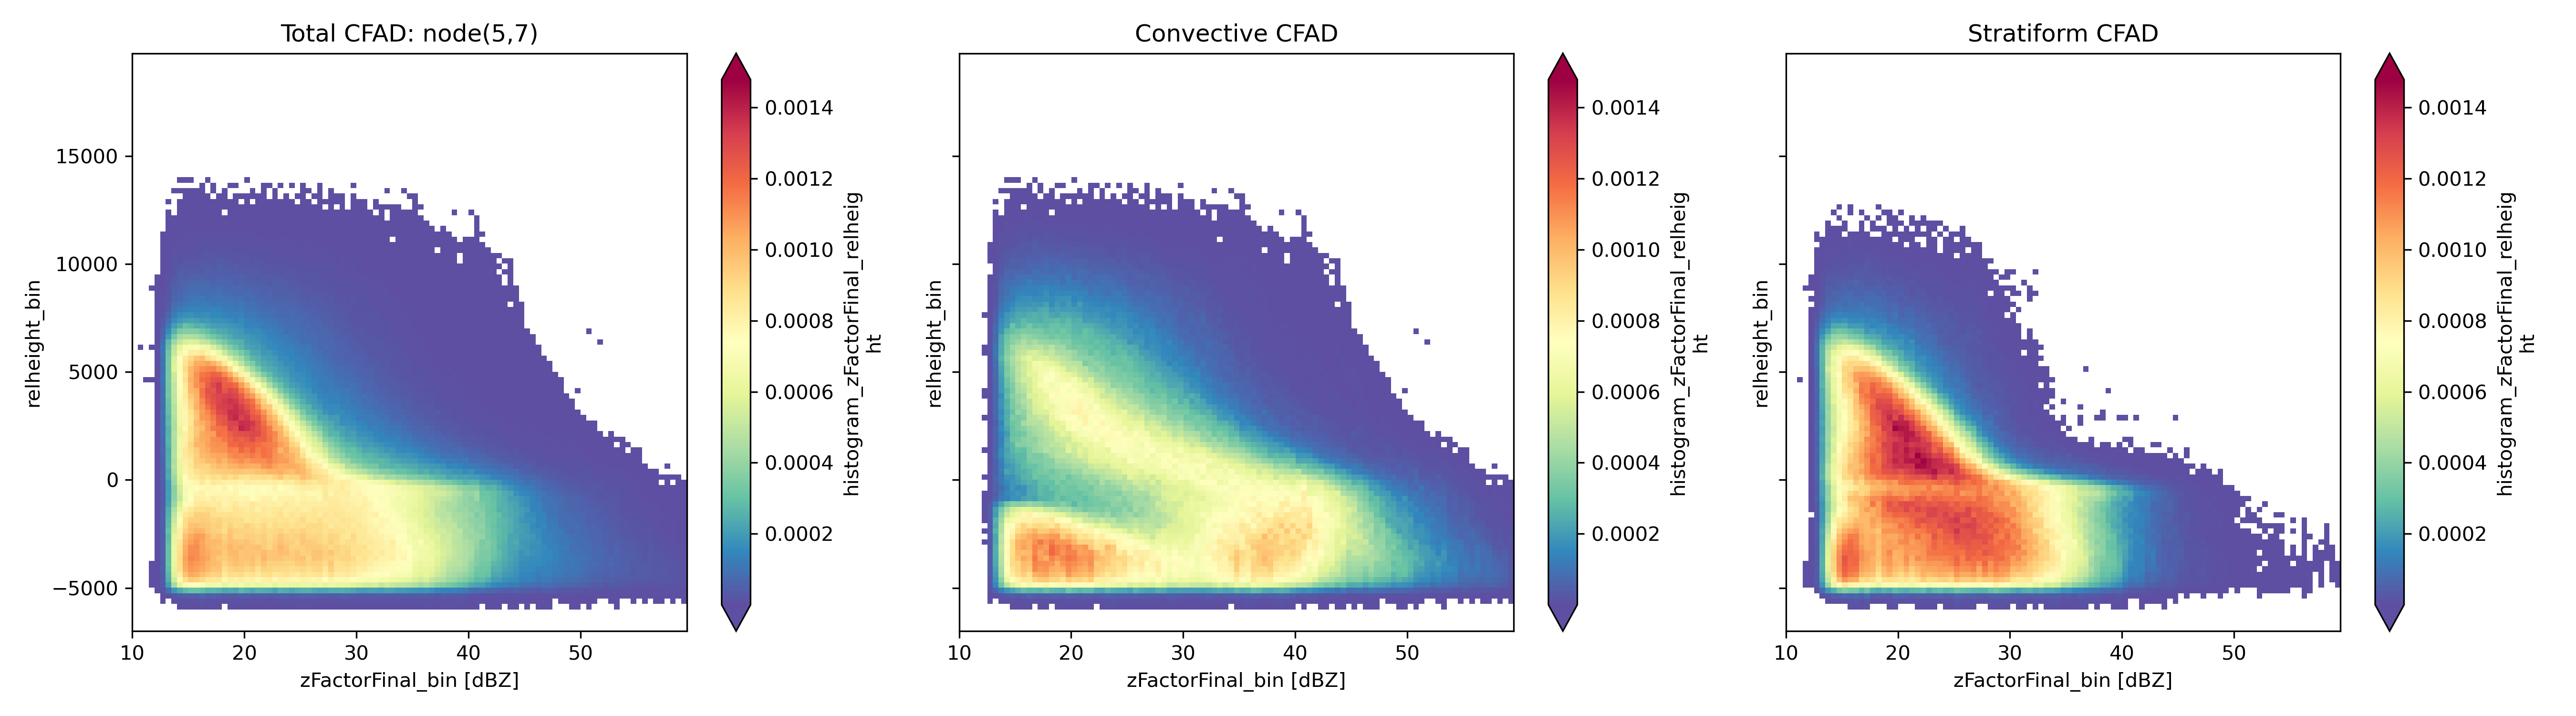 Total CFAD: node(5,7)
relheight_bin
15000
10000
5000
0
−5000
10 20 30 40 50
zFactorFinal_bin [dBZ]
0.0014
0.0012
0.0010
0.0008
0.0006
0.0004
0.0002
histogram_zFactorFinal_relheig
ht
Convective CFAD
relheight_bin
10 20 30 40 50
zFactorFinal_bin [dBZ]
0.0014
0.0012
0.0010
0.0008
0.0006
0.0004
0.0002
histogram_zFactorFinal_relheig
ht
Stratiform CFAD
relheight_bin
10 20 30 40 50
zFactorFinal_bin [dBZ]
0.0014
0.0012
0.0010
0.0008
0.0006
0.0004
0.0002
histogram_zFactorFinal_relheig
ht